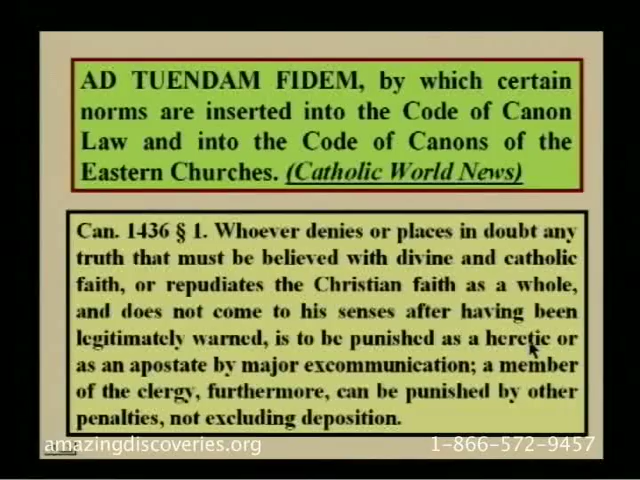 AD TUENDAM FIDEM, by which certain
norms are inserted into the Code of Canon
Law and into the Code of Canons of the
Eastern Churches. (Catholic World News)
Can. 1436 § 1. Whoever denies or places in doubt any
truth that must be believed with divine and catholic
faith, or repudiates the Christian faith as a whole,
and does not come to his senses after having been
legitimately warned, is to be punished as a heretic or
as an apostate by major excommunication; a member
of the clergy, furthermore, can be punished by other
penalties, not excluding deposition.
amazingdiscoveries.org 1-866-572-9457